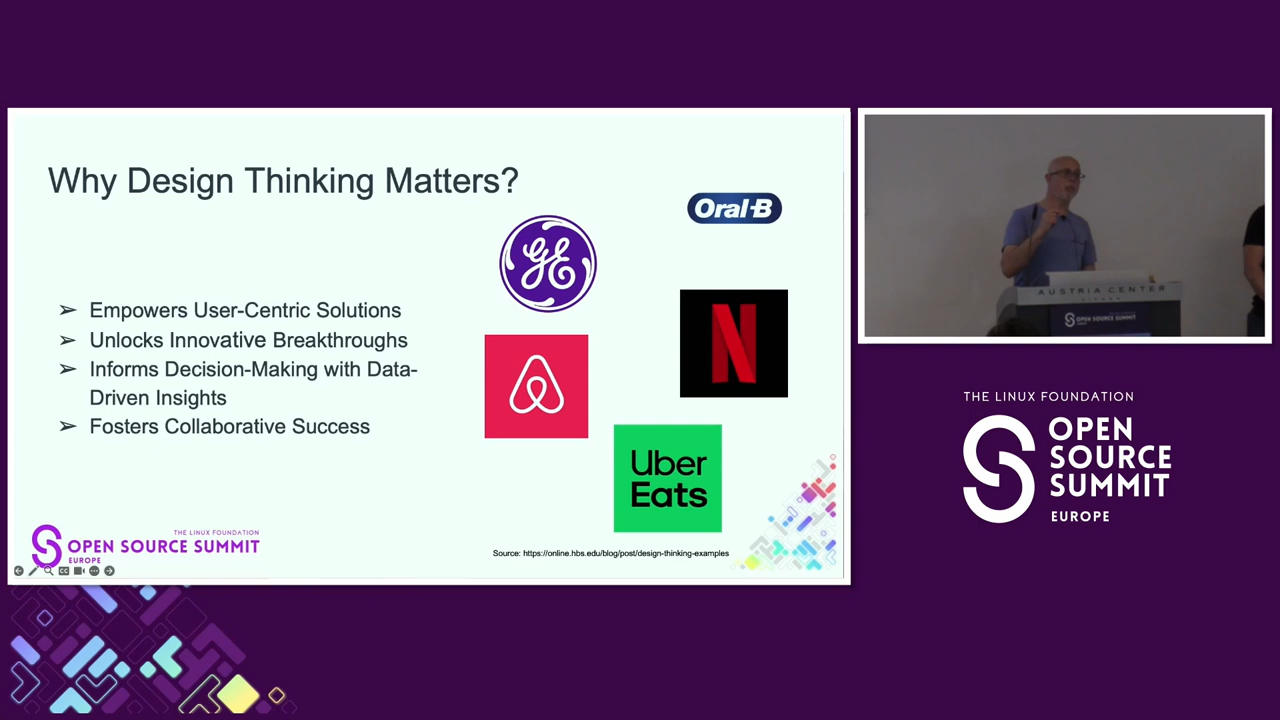 Why Design Thinking Matters?
Oral-B
GE
➢ Empowers User-Centric Solutions
➢ Unlocks Innovative Breakthroughs
➢ Informs Decision-Making with Data-
Driven Insights
➢ Fosters Collaborative Success
N
Uber
Eats
Source: https://online.hbs.edu/blog/post/design-thinking-examples
THE LINUX FOUNDATION
OPEN SOURCE SUMMIT
EUROPE
AUSTRIA CENTER
OPEN SOURCE SUMMIT
THE LINUX FOUNDATION
OPEN
SOURCE
SUMMIT
EUROPE